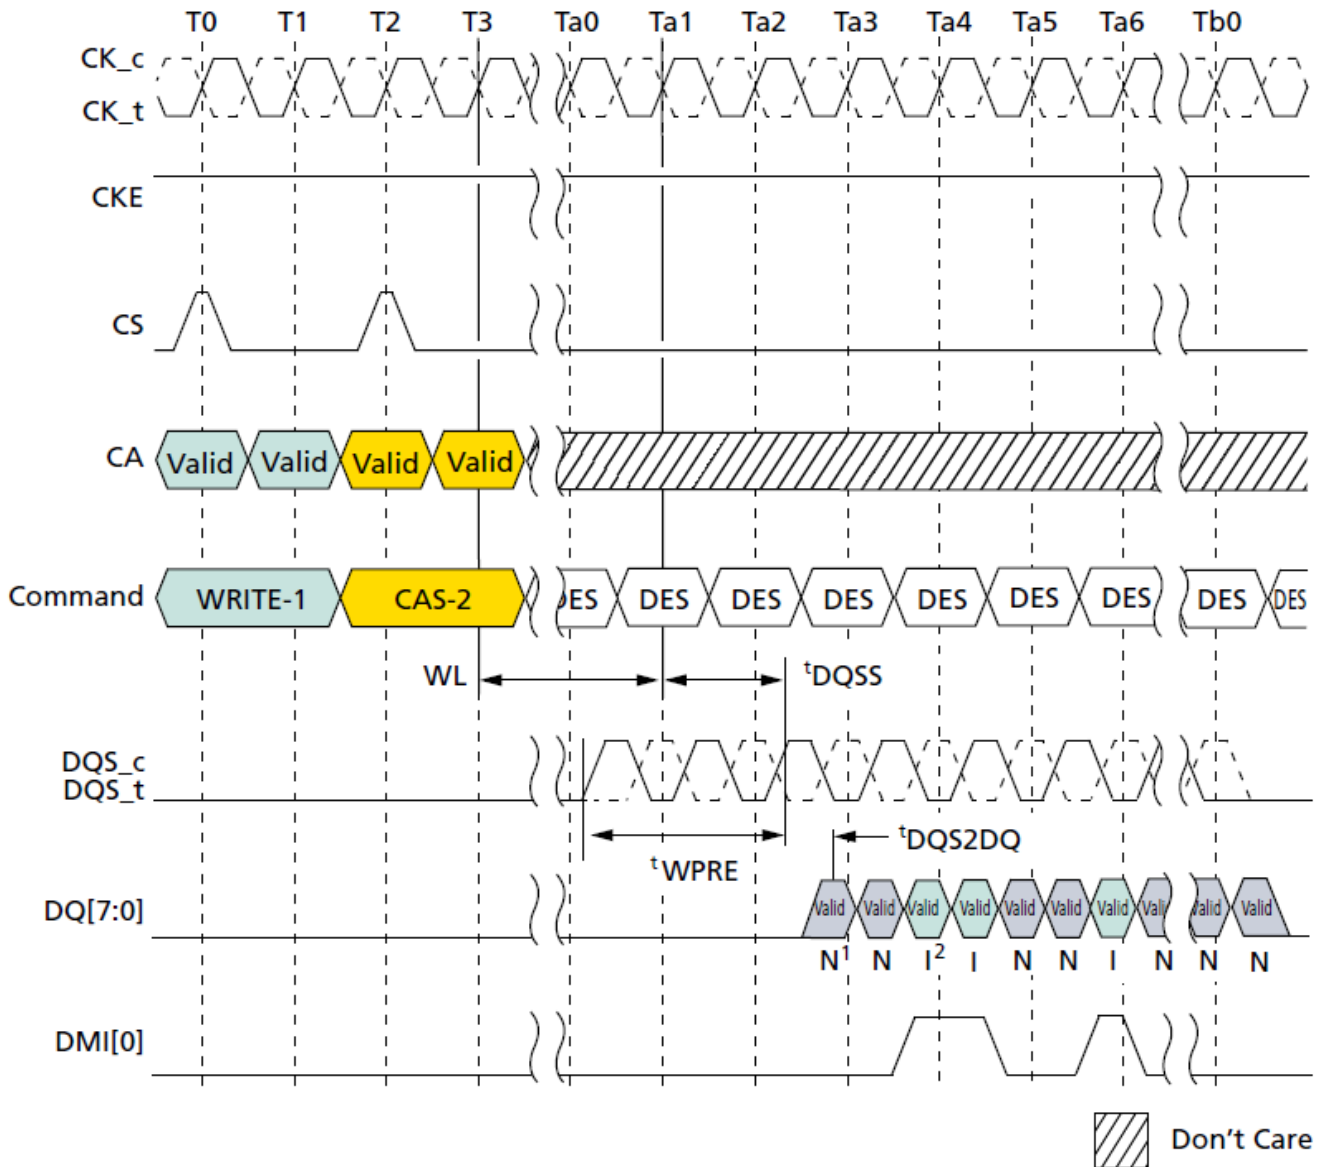 T0 T1 T2 T3 Ta0 Ta1 Ta2 Ta3 Ta4 Ta5 Ta6 Tb0
CK_c
CK_t
CKE
CS
CA Valid Valid Valid Valid
Command WRITE-1 CAS-2 DES DES DES DES DES DES DES DES DES
WL tDQSS
DQS_c
DQS_t
tDQS2DQ
tWPRE
DQ[7:0] Valid Valid Valid Valid Valid Valid Valid Valid Valid Valid
N1 N I2 I N N I N N N
DMI[0]
Don't Care